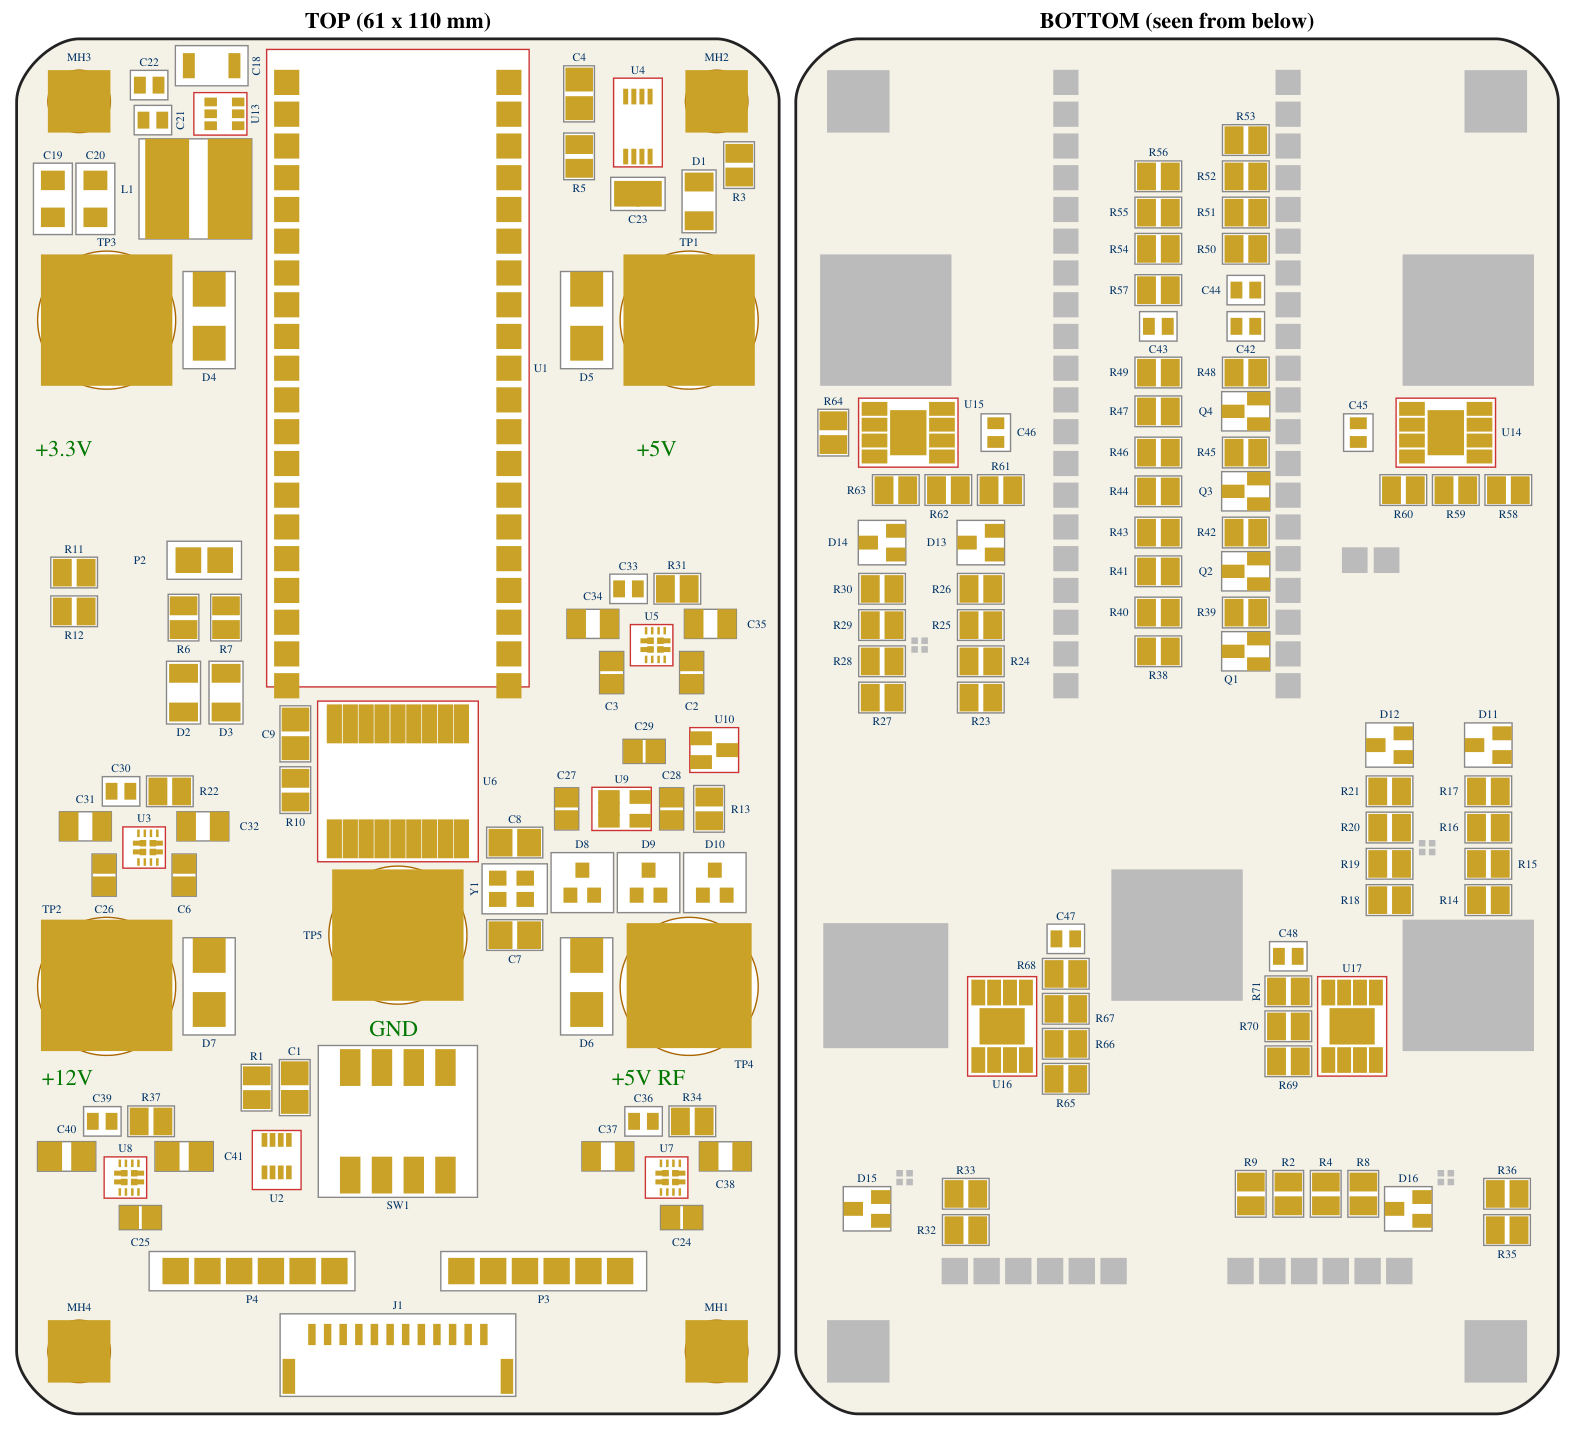 TOP (61 x 110 mm)
MH3
C22
C18
C4
U4
MH2
C21
U13
C19
C20
L1
R5
D1
R3
C23
TP3
TP1
D4
U1
D5
+3.3V
+5V
R11
P2
R12
R6
R7
C33
R31
C34
U5
C35
D2
D3
C3
C2
C9
C29
U10
U6
C30
R22
C31
U3
C32
R10
C27
U9
C28
R13
C8
D8
D9
D10
Y1
TP2
C26
C6
TP5
C7
D7
GND
D6
TP4
+12V
R1
C1
+5V RF
C39
R37
C36
R34
C40
U8
C41
U2
C37
U7
C38
SW1
C25
C24
P4
P3
MH4
J1
MH1
BOTTOM (seen from below)
R53
R56
R52
R55
R51
R54
R50
R57
C44
C43
C42
R49
R48
R64
U15
C46
R47
Q4
C45
U14
R46
R45
R63
R62
R61
R44
Q3
R60
R59
R58
D14
D13
R43
R42
R41
Q2
R30
R26
R40
R39
R29
R25
R28
R24
R38
Q1
R27
R23
D12
D11
R21
R17
R20
R16
R19
R15
R18
R14
C47
C48
R68
U17
R71
R67
R70
R66
U16
R69
R65
D15
R33
R9
R2
R4
R8
D16
R36
R32
R35